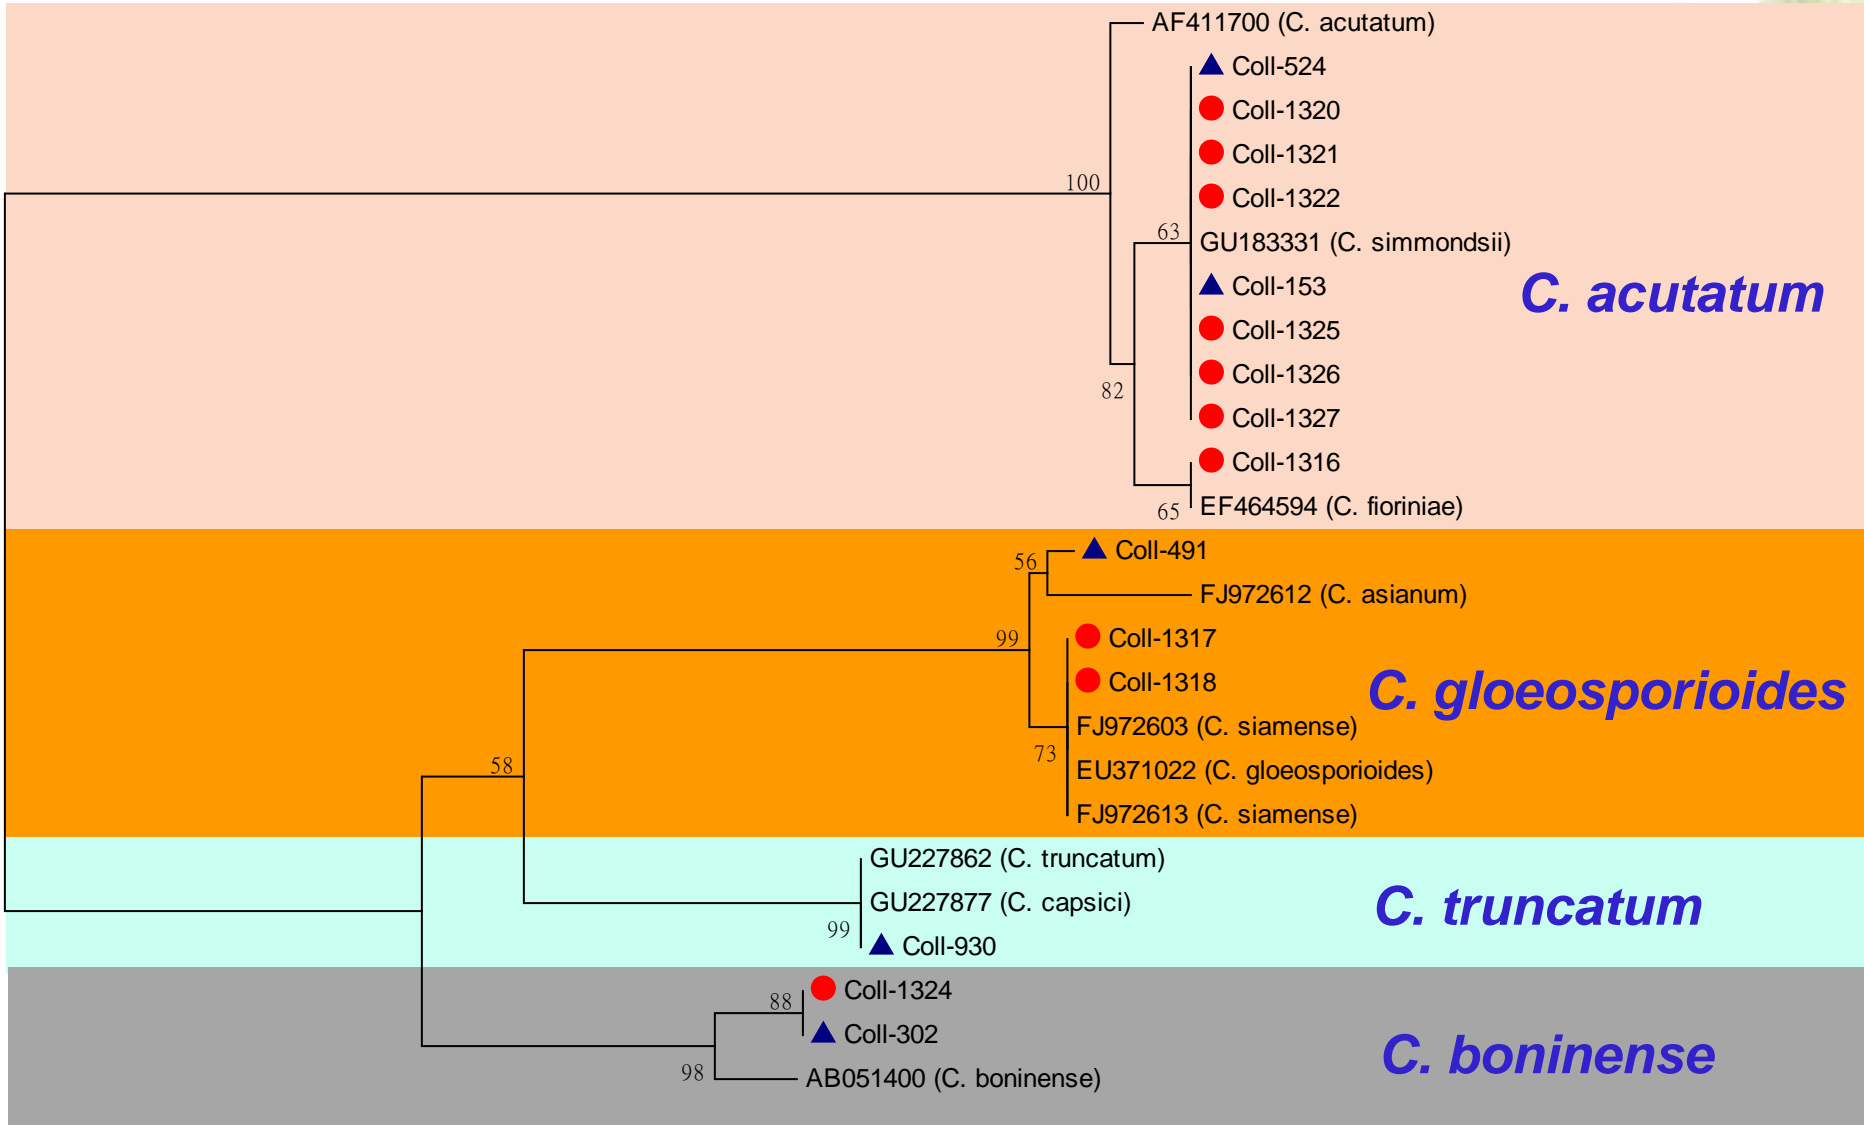 AF411700 (C. acutatum)
Coll-524
Coll-1320
Coll-1321
100
Coll-1322
63
GU183331 (C. simmondsii)
Coll-153
C. acutatum
Coll-1325
Coll-1326
82
Coll-1327
Coll-1316
65
EF464594 (C. fioriniae)
Coll-491
56
FJ972612 (C. asianum)
99
Coll-1317
Coll-1318
C. gloeosporioides
FJ972603 (C. siamense)
73
58
EU371022 (C. gloeosporioides)
FJ972613 (C. siamense)
GU227862 (C. truncatum)
GU227877 (C. capsici)
C. truncatum
99
Coll-930
Coll-1324
88
Coll-302
C. boninense
98
AB051400 (C. boninense)